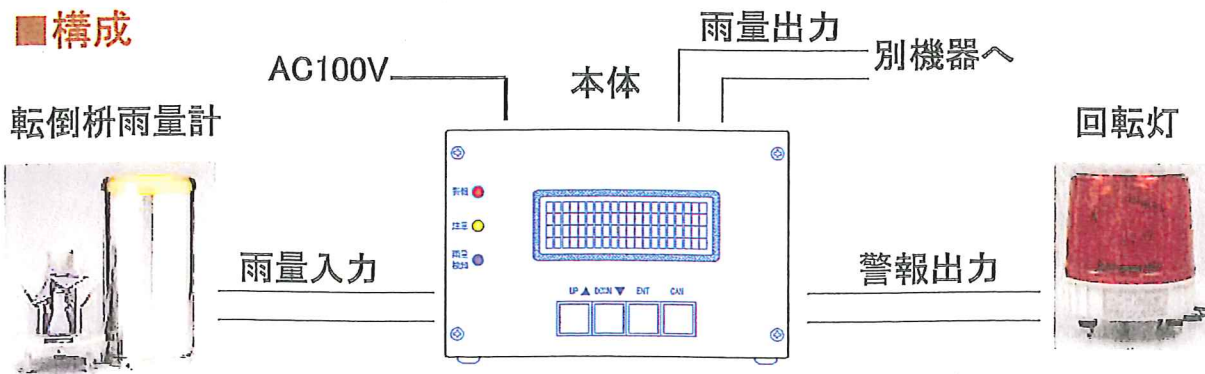 ■構成
雨量出力
AC100V
本体
別機器へ
転倒枡雨量計
回転灯
雨量入力
警報出力
UP ▲ DOWN ▼ ENT CAN